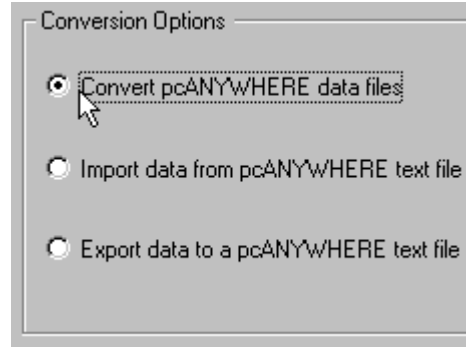 Conversion Options
Convert pcANYWHERE data files
Import data from pcANYWHERE text file
Export data to a pcANYWHERE text file